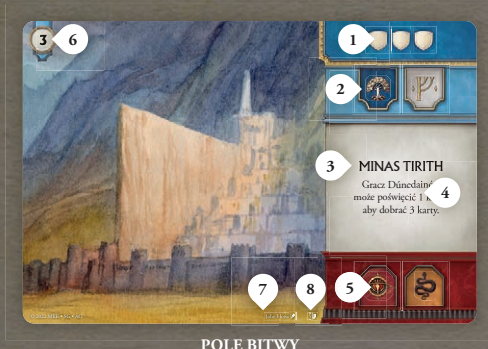 3 6
1
2
3 MINAS TIRITH
Gracz Dúnedainów
może poświęcić 1 4
aby dobrać 3 karty.
5
7 8
POLE BITWY